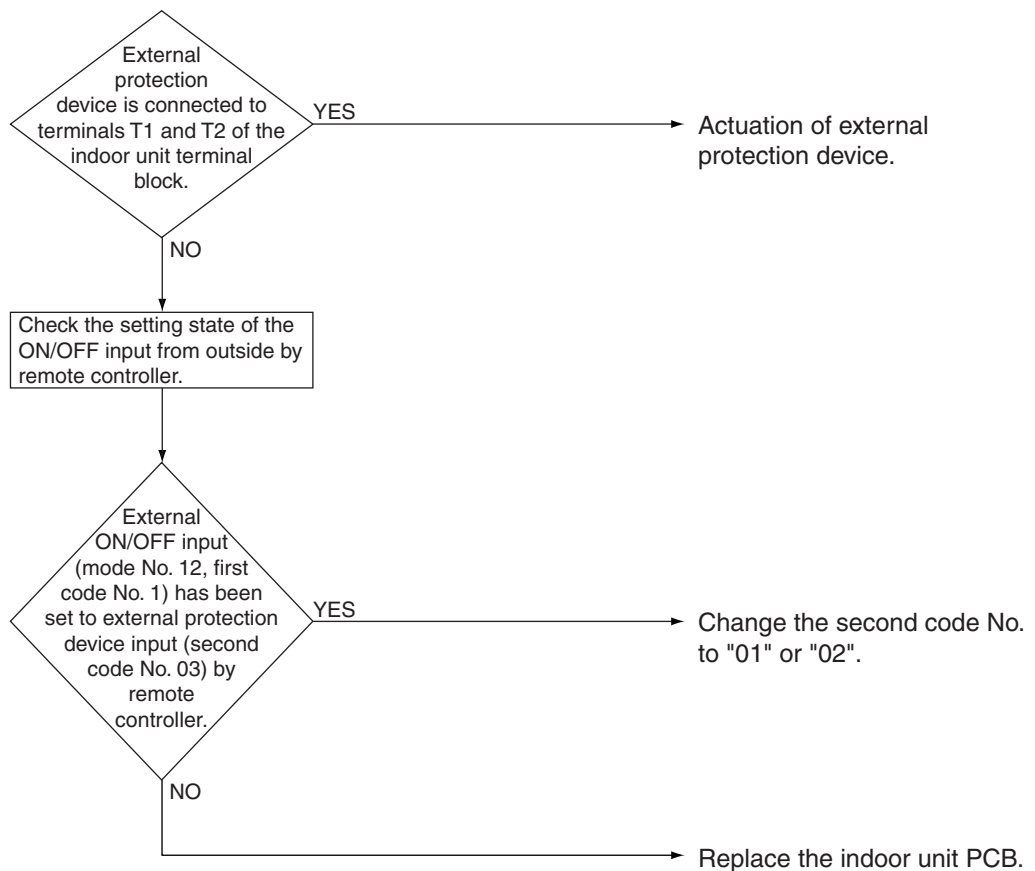 External
protection
device is connected to
terminals T1 and T2 of the
indoor unit terminal
block.
YES
Actuation of external
protection device.
NO
Check the setting state of the
ON/OFF input from outside by
remote controller.
External
ON/OFF input
(mode No. 12, first
code No. 1) has been
set to external protection
device input (second
code No. 03) by
remote
controller.
YES
Change the second code No.
to "01" or "02".
NO
Replace the indoor unit PCB.